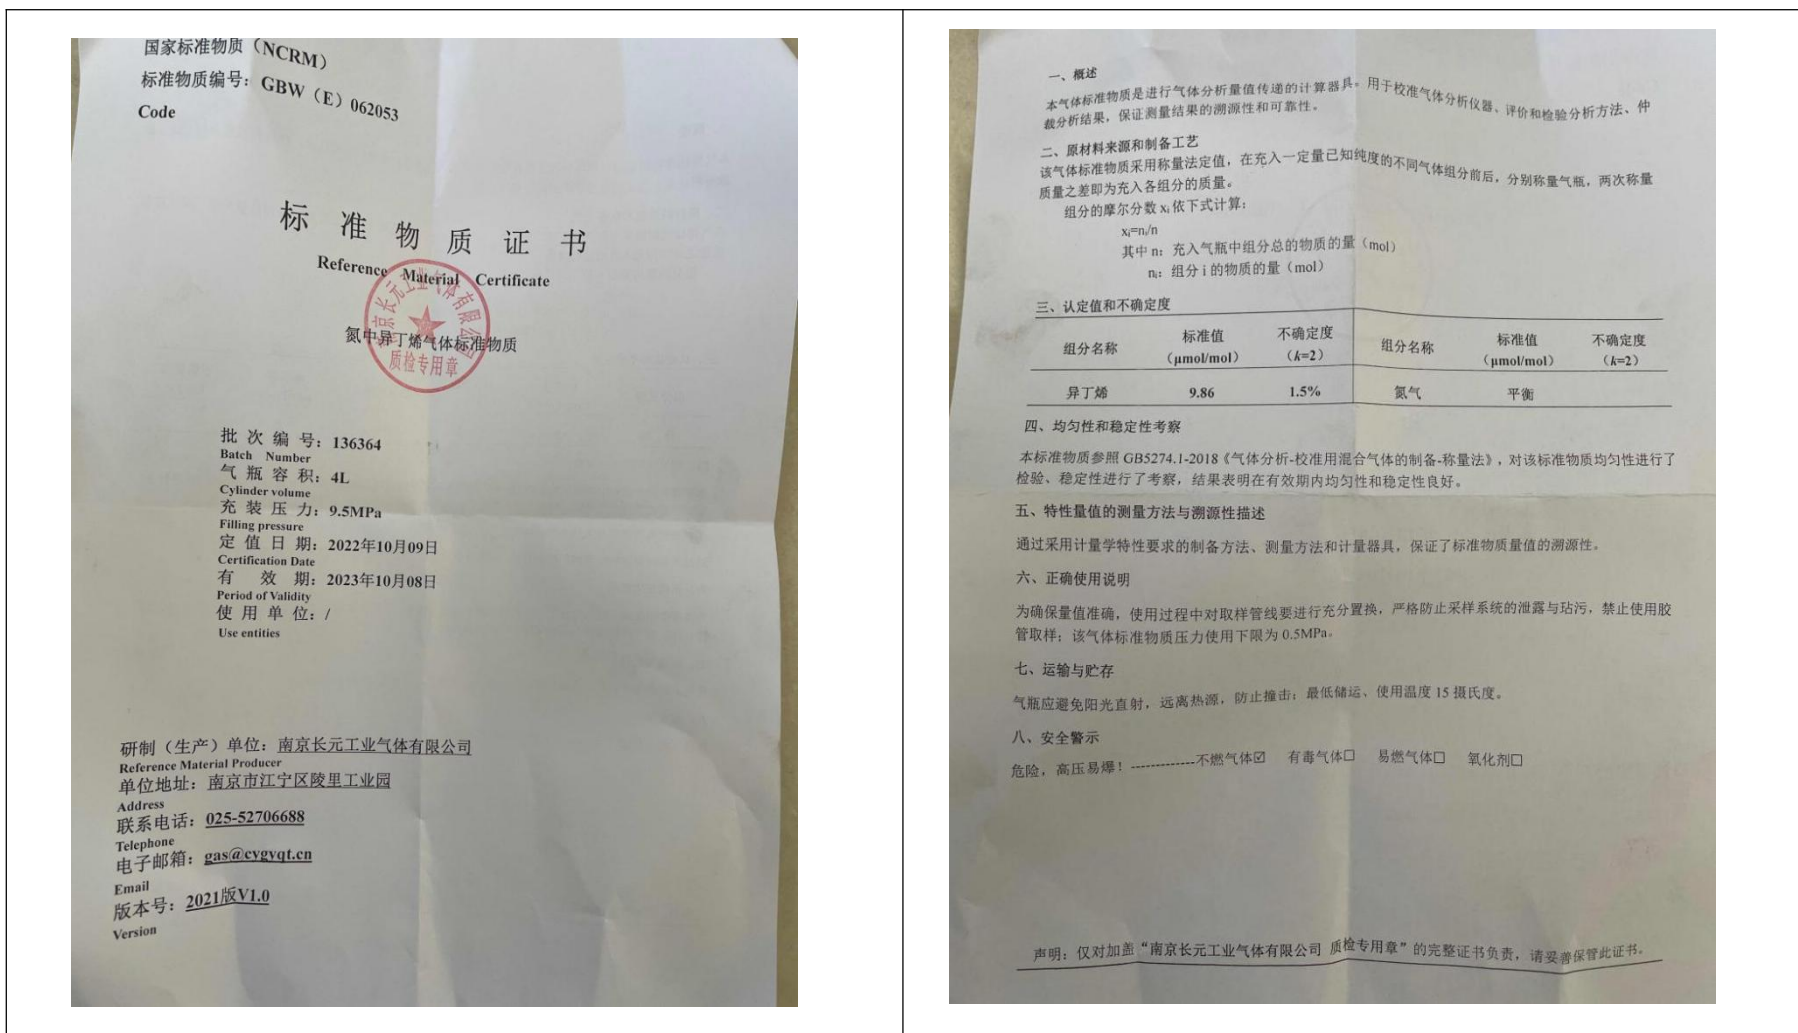 国家标准物质（NCRM）
标准物质编号：GBW（E）062053
Code
标 准 物 质 证 书
Reference Material Certificate
氮中异丁烯气体标准物质
南京长元工业气体有限公司
质检专用章
批 次 编 号：136364
Batch Number
气 瓶 容 积：4L
Cylinder volume
充 装 压 力：9.5MPa
Filling pressure
定 值 日 期：2022年10月09日
Certification Date
有 效 期：2023年10月08日
Period of Validity
使 用 单 位：/
Use entities
研制（生产）单位：南京长元工业气体有限公司
Reference Material Producer
单位地址：南京市江宁区陵里工业园
Address
联系电话：025-52706688
Telephone
电子邮箱：gas@cygyqt.cn
Email
版本号：2021版V1.0
Version
一、概述
本气体标准物质是进行气体分析量值传递的计算器具。用于校准气体分析仪器、评价和检验分析方法、仲
裁分析结果，保证测量结果的溯源性和可靠性。
二、原材料来源和制备工艺
该气体标准物质采用称量法定值，在充入一定量已知纯度的不同气体组分前后，分别称量气瓶，两次称量
质量之差即为充入各组分的质量。
组分的摩尔分数 xi 依下式计算：
xi=ni/n
其中 n：充入气瓶中组分总的物质的量（mol）
ni：组分 i 的物质的量（mol）
三、认定值和不确定度
组分名称 标准值（μmol/mol） 不确定度（k=2） 组分名称 标准值（μmol/mol） 不确定度（k=2）
异丁烯 9.86 1.5% 氮气 平衡
四、均匀性和稳定性考察
本标准物质参照 GB5274.1-2018《气体分析-校准用混合气体的制备-称量法》，对该标准物质均匀性进行了
检验、稳定性进行了考察，结果表明在有效期内均匀性和稳定性良好。
五、特性量值的测量方法与溯源性描述
通过采用计量学特性要求的制备方法、测量方法和计量器具，保证了标准物质量值的溯源性。
六、正确使用说明
为确保量值准确，使用过程中对取样管线要进行充分置换，严格防止采样系统的泄露与玷污，禁止使用胶
管取样；该气体标准物质压力使用下限为 0.5MPa。
七、运输与贮存
气瓶应避免阳光直射，远离热源，防止撞击；最低储运、使用温度 15 摄氏度。
八、安全警示
危险，高压易爆！-------------不燃气体☑ 有毒气体☐ 易燃气体☐ 氧化剂☐
声明：仅对加盖“南京长元工业气体有限公司 质检专用章”的完整证书负责，请妥善保管此证书。